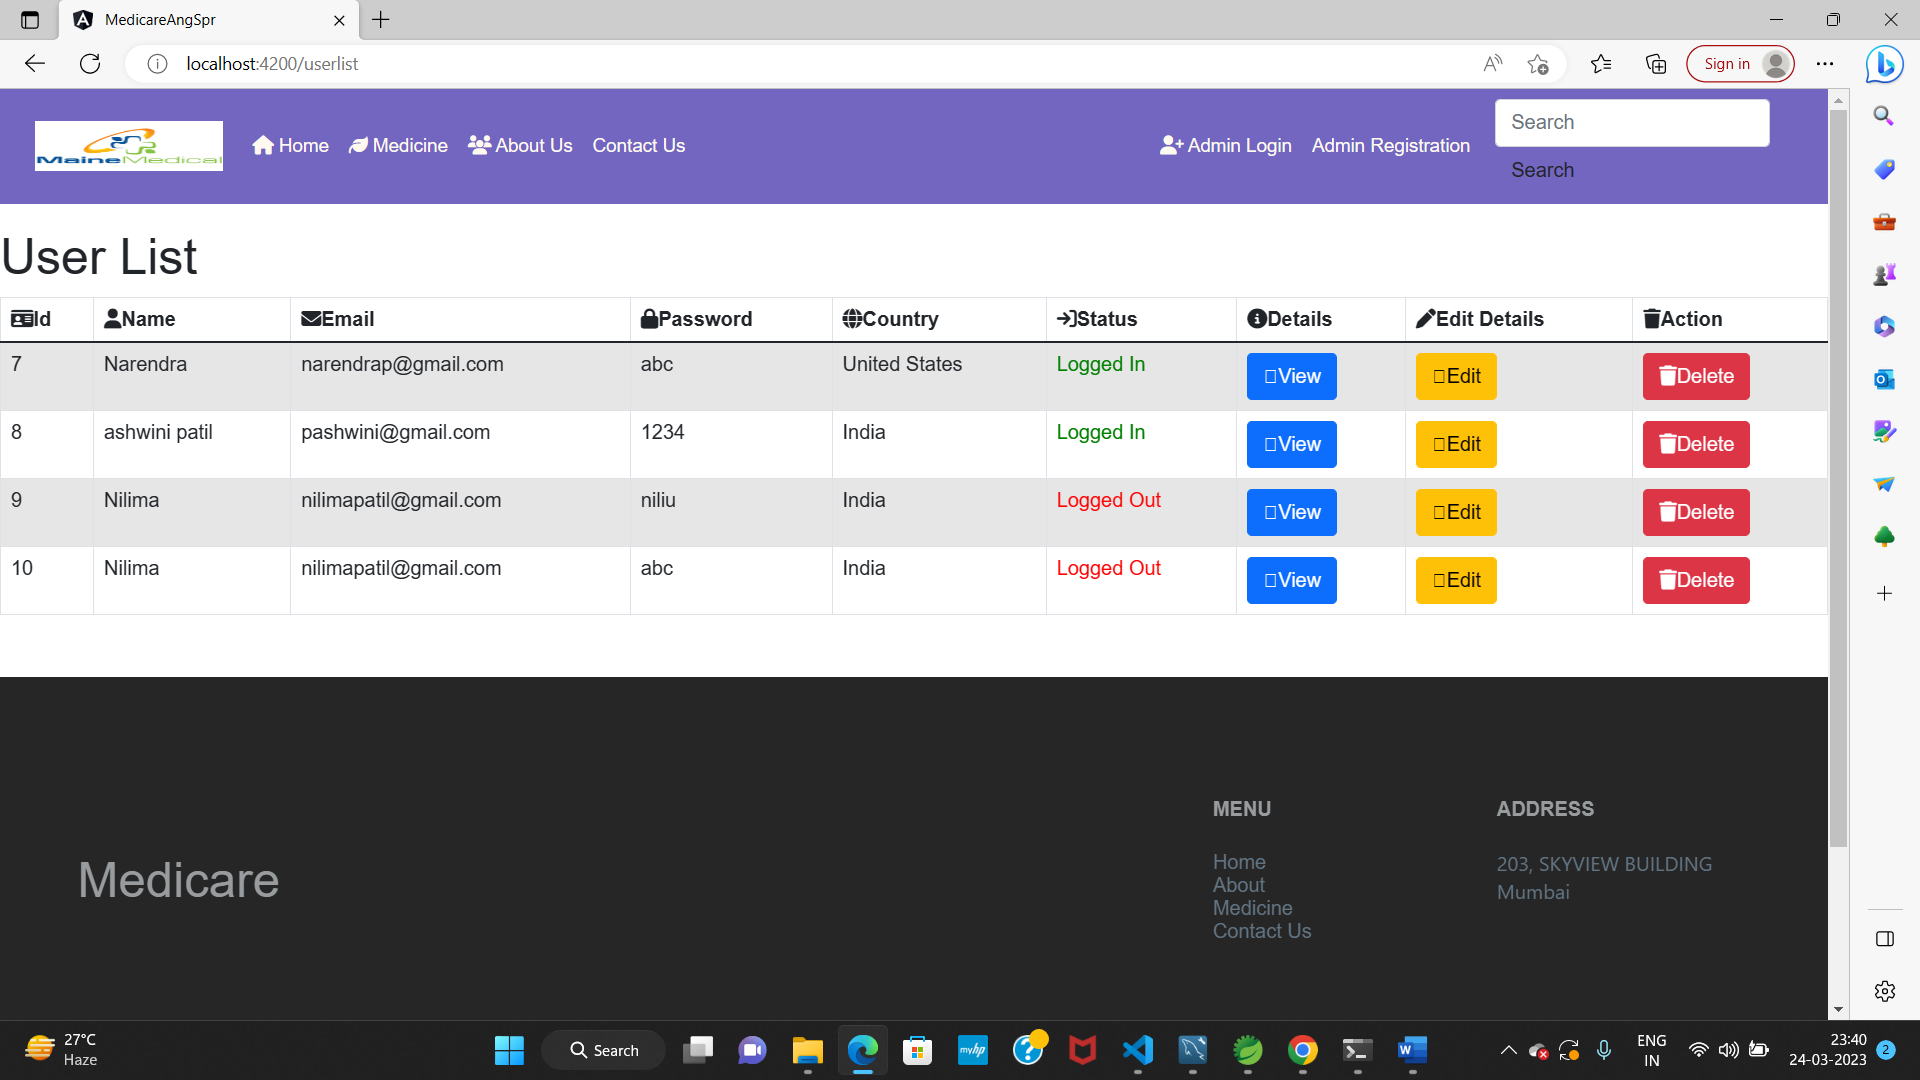 MedicareAngSpr
localhost:4200/userlist
Sign in
MaineMedical
Home Medicine About Us Contact Us
Admin Login Admin Registration
Search
Search
User List
Id Name Email Password Country Status Details Edit Details Action
7 Narendra narendrap@gmail.com abc United States Logged In View Edit Delete
8 ashwini patil pashwini@gmail.com 1234 India Logged In View Edit Delete
9 Nilima nilimapatil@gmail.com niliu India Logged Out View Edit Delete
10 Nilima nilimapatil@gmail.com abc India Logged Out View Edit Delete
Medicare
MENU
Home
About
Medicine
Contact Us
ADDRESS
203, SKYVIEW BUILDING
Mumbai
27°C
Haze
Search
myhp
ENG
IN
23:40
24-03-2023
2